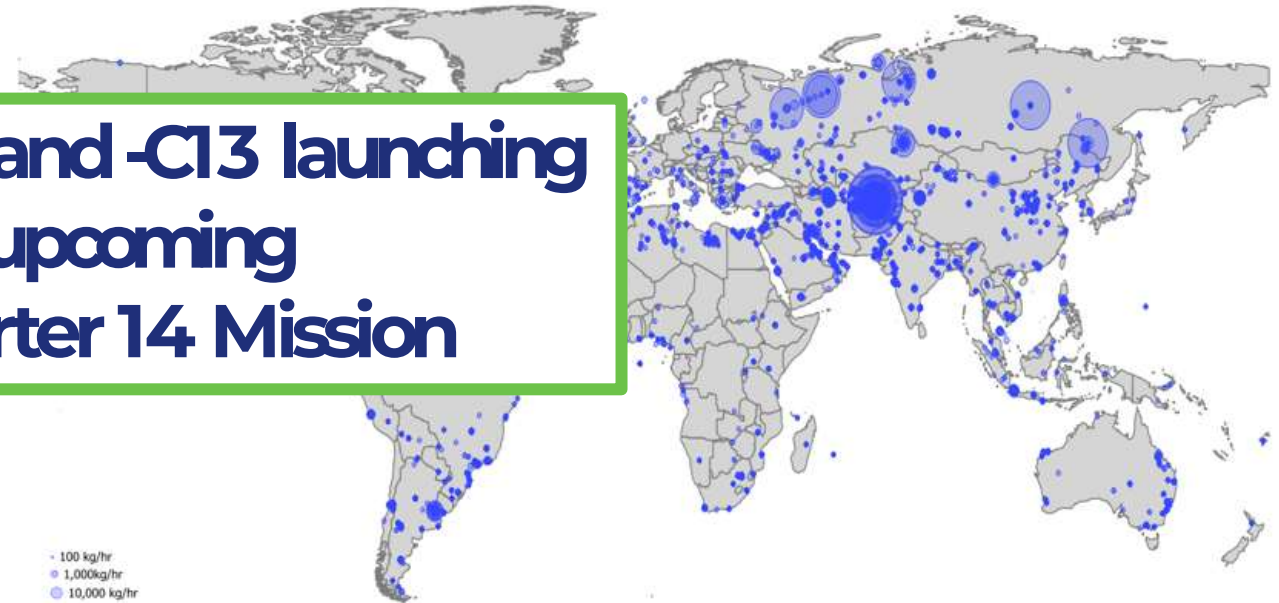 and -C13 launching
upcoming
rter 14 Mission
100 kg/hr
1,000kg/hr
10,000 kg/hr